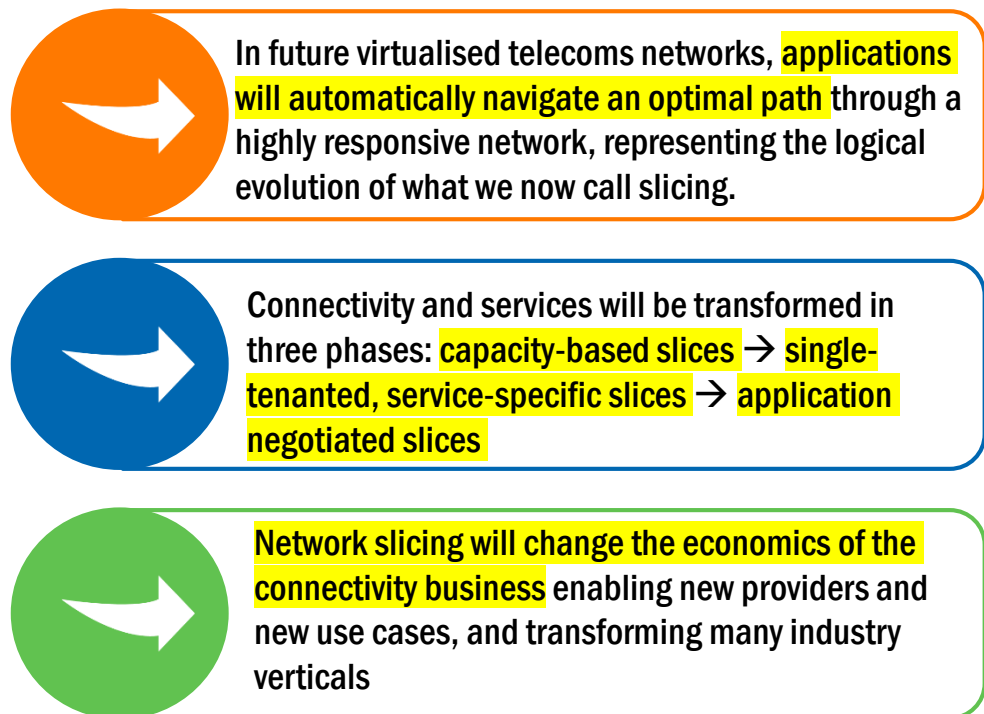 In future virtualised telecoms networks, applications
will automatically navigate an optimal path through a
highly responsive network, representing the logical
evolution of what we now call slicing.
Connectivity and services will be transformed in
three phases: capacity-based slices → single-
tenanted, service-specific slices → application
negotiated slices
Network slicing will change the economics of the
connectivity business enabling new providers and
new use cases, and transforming many industry
verticals